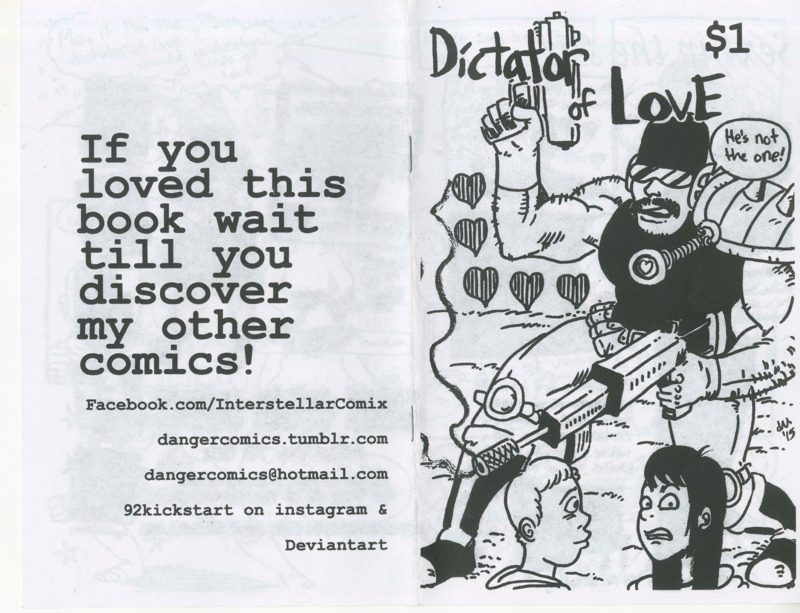 If you
loved this
book wait
till you
discover
my other
comics!
Facebook.com/InterstellarComix
dangercomics.tumblr.com
dangercomics@hotmail.com
92kickstart on instagram &
Deviantart
$1
Dictator
of LovE
He's not
the one!